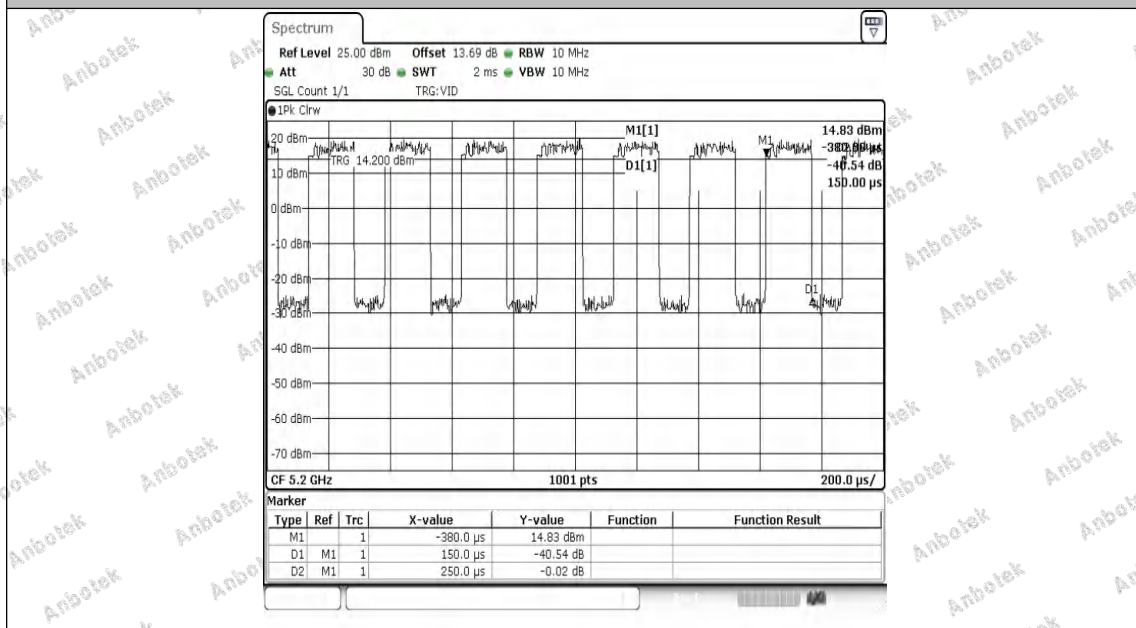 Spectrum
Ref Level 25.00 dBm Offset 13.69 dB RBW 10 MHz
Att 30 dB SWT 2 ms VBW 10 MHz
SGL Count 1/1 TRG:VID
1Pk Clrw
M1[1] 14.83 dBm
D1[1] -40.54 dB
150.00 µs
M1
D1
TRG 14.200 dBm
20 dBm
10 dBm
0 dBm
-10 dBm
-20 dBm
-30 dBm
-40 dBm
-50 dBm
-60 dBm
-70 dBm
CF 5.2 GHz 1001 pts 200.0 µs/
Marker
Type Ref Trc X-value Y-value Function Function Result
M1 1 -380.0 µs 14.83 dBm
D1 M1 1 150.0 µs -40.54 dB
D2 M1 1 250.0 µs -0.02 dB
Anbotek